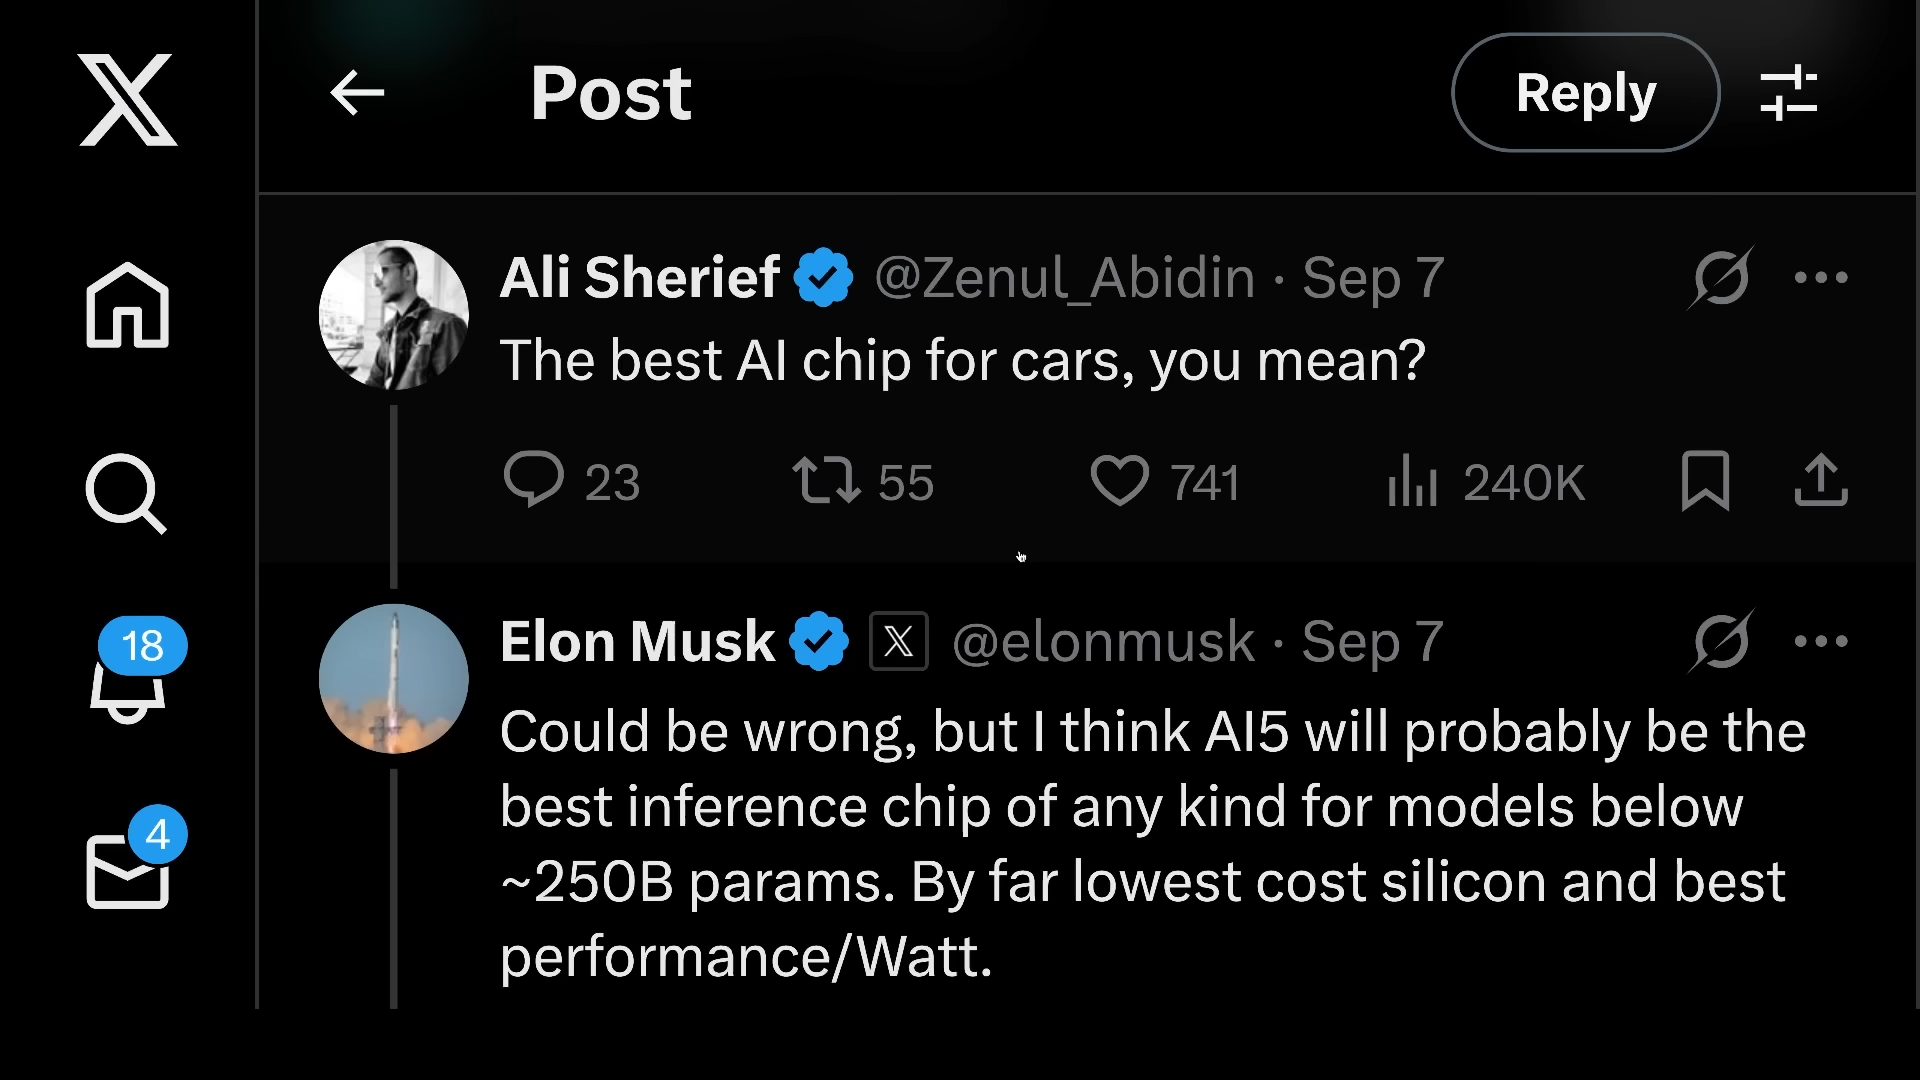 Post
Reply
Ali Sherief @Zenul_Abidin · Sep 7
The best AI chip for cars, you mean?
23 55 741 240K
18
Elon Musk X @elonmusk · Sep 7
Could be wrong, but I think AI5 will probably be the
best inference chip of any kind for models below
~250B params. By far lowest cost silicon and best
performance/Watt.
4